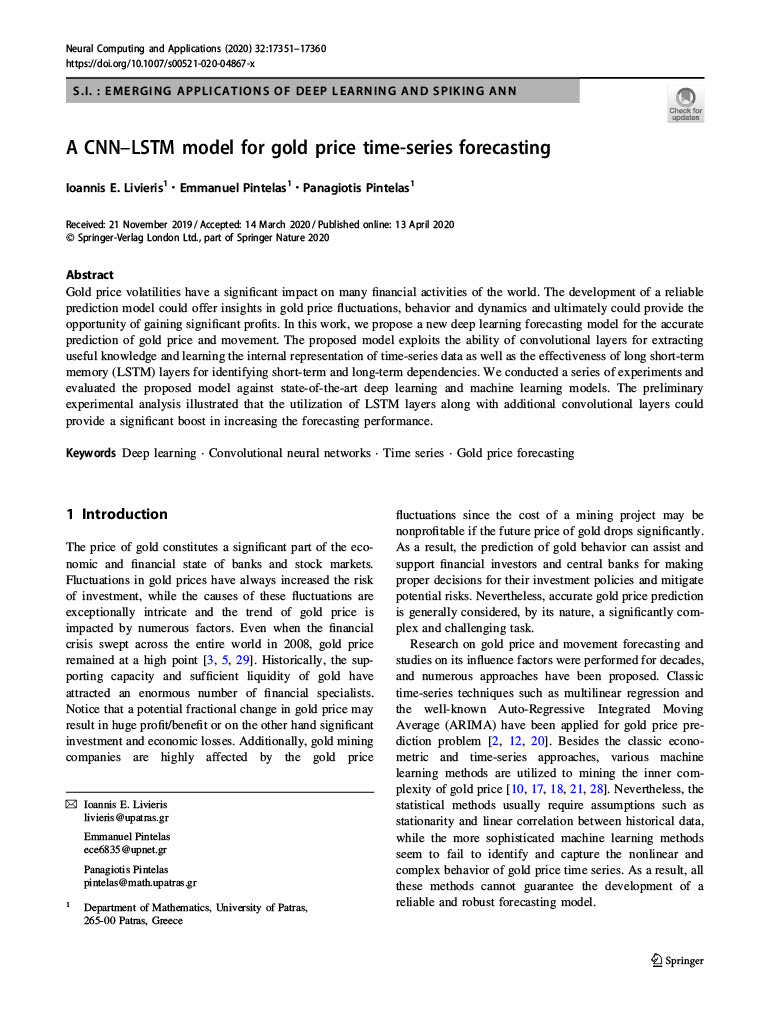 Neural Computing and Applications (2020) 32:17351–17360
https://doi.org/10.1007/s00521-020-04867-x
S.I. : EMERGING APPLICATIONS OF DEEP LEARNING AND SPIKING ANN
Check for
updates
A CNN–LSTM model for gold price time-series forecasting
Ioannis E. Livieris1 • Emmanuel Pintelas1 • Panagiotis Pintelas1
Received: 21 November 2019 / Accepted: 14 March 2020 / Published online: 13 April 2020
© Springer-Verlag London Ltd., part of Springer Nature 2020
Abstract
Gold price volatilities have a significant impact on many financial activities of the world. The development of a reliable
prediction model could offer insights in gold price fluctuations, behavior and dynamics and ultimately could provide the
opportunity of gaining significant profits. In this work, we propose a new deep learning forecasting model for the accurate
prediction of gold price and movement. The proposed model exploits the ability of convolutional layers for extracting
useful knowledge and learning the internal representation of time-series data as well as the effectiveness of long short-term
memory (LSTM) layers for identifying short-term and long-term dependencies. We conducted a series of experiments and
evaluated the proposed model against state-of-the-art deep learning and machine learning models. The preliminary
experimental analysis illustrated that the utilization of LSTM layers along with additional convolutional layers could
provide a significant boost in increasing the forecasting performance.
Keywords Deep learning · Convolutional neural networks · Time series · Gold price forecasting
1 Introduction
The price of gold constitutes a significant part of the eco-
nomic and financial state of banks and stock markets.
Fluctuations in gold prices have always increased the risk
of investment, while the causes of these fluctuations are
exceptionally intricate and the trend of gold price is
impacted by numerous factors. Even when the financial
crisis swept across the entire world in 2008, gold price
remained at a high point [3, 5, 29]. Historically, the sup-
porting capacity and sufficient liquidity of gold have
attracted an enormous number of financial specialists.
Notice that a potential fractional change in gold price may
result in huge profit/benefit or on the other hand significant
investment and economic losses. Additionally, gold mining
companies are highly affected by the gold price
Ioannis E. Livieris
livieris@upatras.gr
Emmanuel Pintelas
ece6835@upnet.gr
Panagiotis Pintelas
pintelas@math.upatras.gr
1 Department of Mathematics, University of Patras,
265-00 Patras, Greece
fluctuations since the cost of a mining project may be
nonprofitable if the future price of gold drops significantly.
As a result, the prediction of gold behavior can assist and
support financial investors and central banks for making
proper decisions for their investment policies and mitigate
potential risks. Nevertheless, accurate gold price prediction
is generally considered, by its nature, a significantly com-
plex and challenging task.
Research on gold price and movement forecasting and
studies on its influence factors were performed for decades,
and numerous approaches have been proposed. Classic
time-series techniques such as multilinear regression and
the well-known Auto-Regressive Integrated Moving
Average (ARIMA) have been applied for gold price pre-
diction problem [2, 12, 20]. Besides the classic econo-
metric and time-series approaches, various machine
learning methods are utilized to mining the inner com-
plexity of gold price [10, 17, 18, 21, 28]. Nevertheless, the
statistical methods usually require assumptions such as
stationarity and linear correlation between historical data,
while the more sophisticated machine learning methods
seem to fail to identify and capture the nonlinear and
complex behavior of gold price time series. As a result, all
these methods cannot guarantee the development of a
reliable and robust forecasting model.
Springer